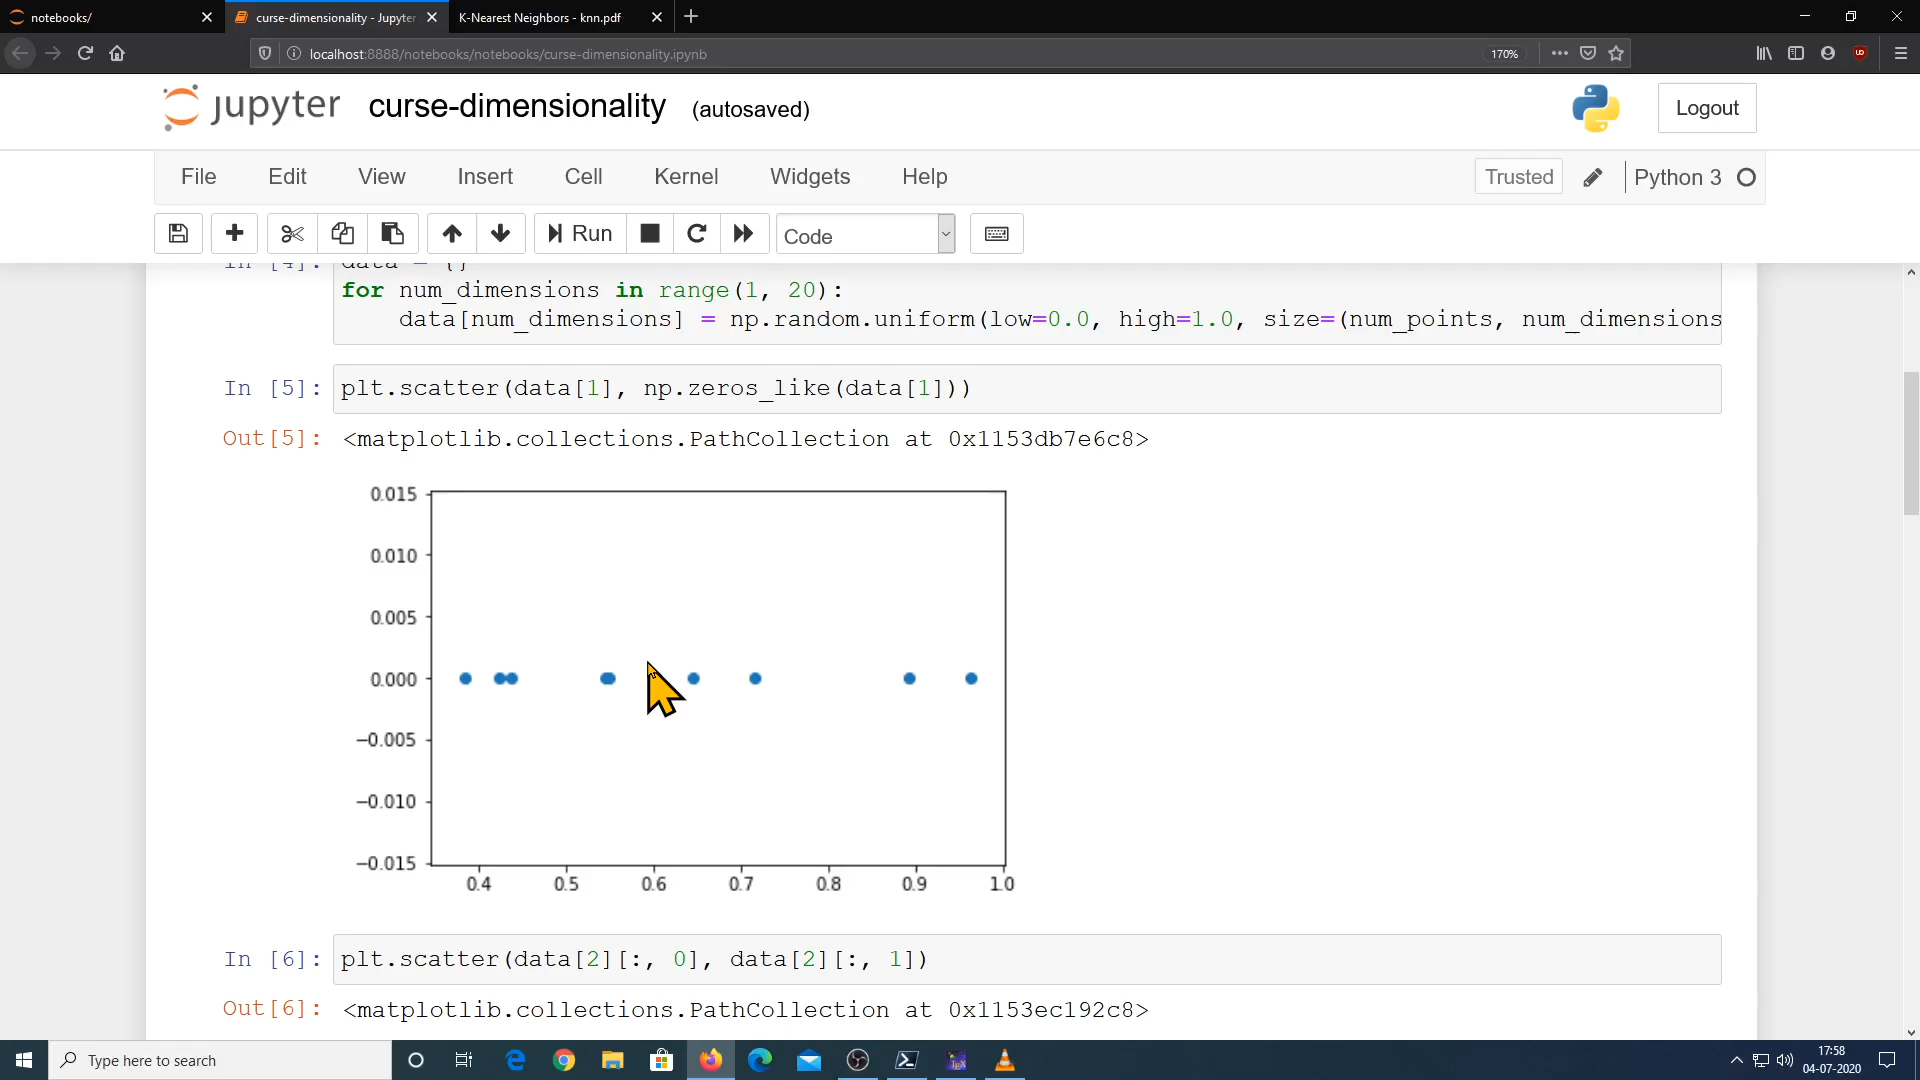 notebooks/
curse-dimensionality - Jupyter
K-Nearest Neighbors - knn.pdf
localhost:8888/notebooks/notebooks/curse-dimensionality.ipynb
170%
jupyter curse-dimensionality (autosaved)
Logout
File Edit View Insert Cell Kernel Widgets Help
Trusted
Python 3
Run
Code
In [4]: data = {}
for num_dimensions in range(1, 20):
data[num_dimensions] = np.random.uniform(low=0.0, high=1.0, size=(num_points, num_dimensions
In [5]: plt.scatter(data[1], np.zeros_like(data[1]))
Out[5]: <matplotlib.collections.PathCollection at 0x1153db7e6c8>
0.015
0.010
0.005
0.000
−0.005
−0.010
−0.015
0.4 0.5 0.6 0.7 0.8 0.9 1.0
In [6]: plt.scatter(data[2][:, 0], data[2][:, 1])
Out[6]: <matplotlib.collections.PathCollection at 0x1153ec192c8>
Type here to search
17:58
04-07-2020